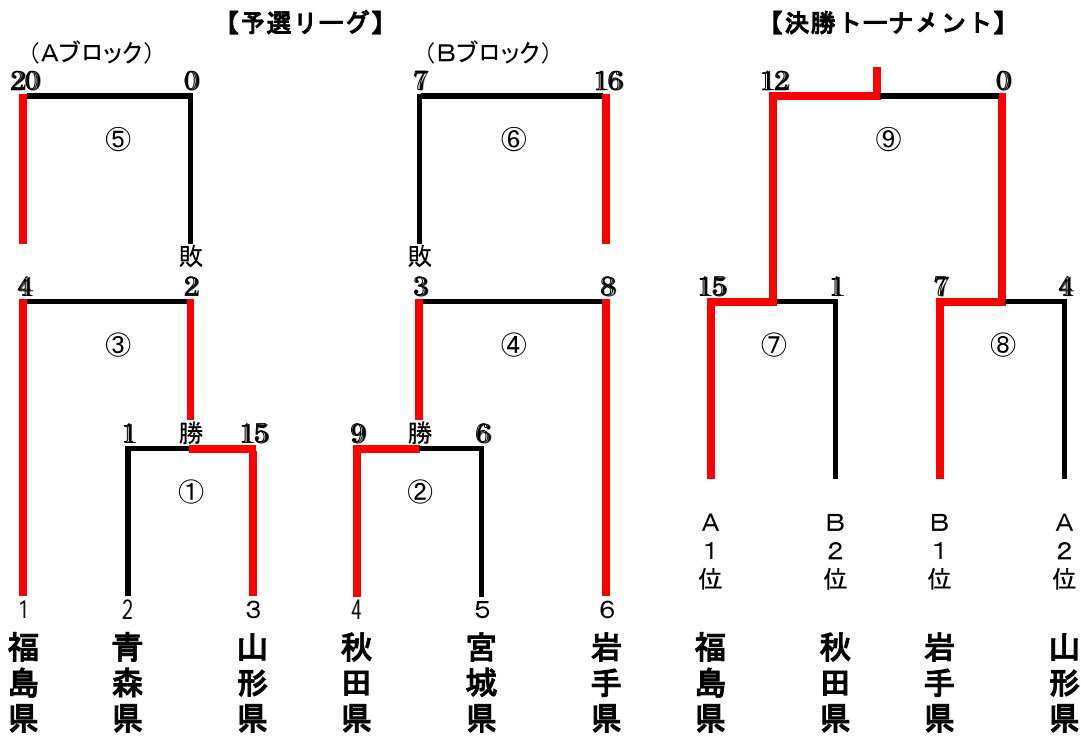 【予選リーグ】 【決勝トーナメント】
（Aブロック） （Bブロック）
20 0 7 16 12 0
⑤ ⑥ ⑨
敗 敗
4 2 3 8 15 1 7 4
③ ④ ⑦ ⑧
1 勝 15 9 勝 6
① ②
A1位 B2位 B1位 A2位
1 2 3 4 5 6
福島県 青森県 山形県 秋田県 宮城県 岩手県 福島県 秋田県 岩手県 山形県